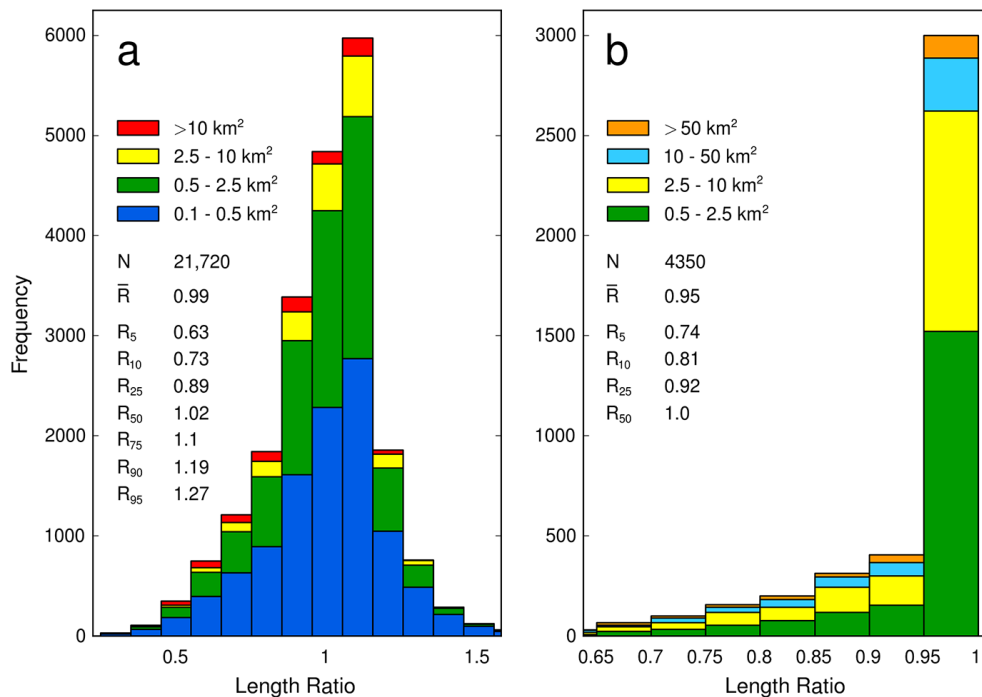 a
6000
5000
4000
3000
2000
1000
0
Frequency
>10 km²
2.5 - 10 km²
0.5 - 2.5 km²
0.1 - 0.5 km²
N 21,720
R̅ 0.99
R₅ 0.63
R₁₀ 0.73
R₂₅ 0.89
R₅₀ 1.02
R₇₅ 1.1
R₉₀ 1.19
R₉₅ 1.27
0.5 1 1.5
Length Ratio
b
3000
2500
2000
1500
1000
500
0
>50 km²
10 - 50 km²
2.5 - 10 km²
0.5 - 2.5 km²
N 4350
R̅ 0.95
R₅ 0.74
R₁₀ 0.81
R₂₅ 0.92
R₅₀ 1.0
0.65 0.7 0.75 0.8 0.85 0.9 0.95 1
Length Ratio